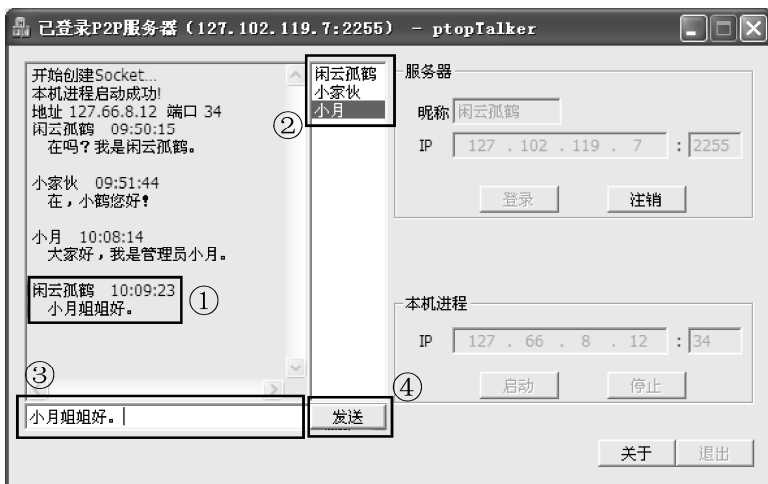 已登录P2P服务器（127.102.119.7:2255） - ptopTalker
开始创建Socket...
本机进程启动成功!
地址 127.66.8.12 端口 34
闲云孤鹤 09:50:15
在吗？我是闲云孤鹤。
小家伙 09:51:44
在，小鹤您好！
小月 10:08:14
大家好，我是管理员小月。
闲云孤鹤 10:09:23
小月姐姐好。
①
闲云孤鹤
小家伙
小月
②
③
小月姐姐好。
发送
④
服务器
昵称 闲云孤鹤
IP 127 . 102 . 119 . 7 : 2255
登录 注销
本机进程
IP 127 . 66 . 8 . 12 : 34
启动 停止
关于 退出